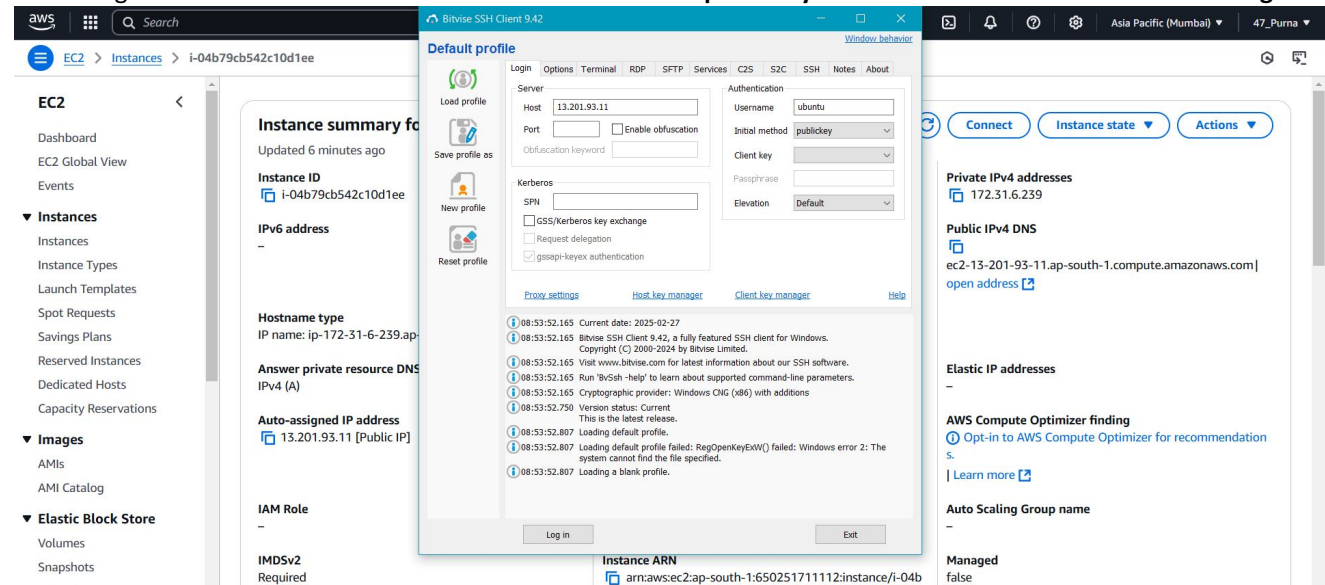 aws
Search
Asia Pacific (Mumbai) ▼
47_Purna ▼
EC2 > Instances > i-04b79cb542c10d1ee
EC2
Dashboard
EC2 Global View
Events
Instances
Instances
Instance Types
Launch Templates
Spot Requests
Savings Plans
Reserved Instances
Dedicated Hosts
Capacity Reservations
Images
AMIs
AMI Catalog
Elastic Block Store
Volumes
Snapshots
Instance summary fo
Updated 6 minutes ago
Instance ID
i-04b79cb542c10d1ee
IPv6 address
–
Hostname type
IP name: ip-172-31-6-239.ap-
Answer private resource DNS
IPv4 (A)
Auto-assigned IP address
13.201.93.11 [Public IP]
IAM Role
–
IMDSv2
Required
Bitvise SSH Client 9.42
Default profile
Window behavior
Load profile
Save profile as
New profile
Reset profile
Login Options Terminal RDP SFTP Services C2S S2C SSH Notes About
Server
Host 13.201.93.11
Port Enable obfuscation
Obfuscation keyword
Kerberos
SPN
GSS/Kerberos key exchange
Request delegation
gssapi-keyex authentication
Authentication
Username ubuntu
Initial method publickey
Client key
Passphrase
Elevation Default
Proxy settings Host key manager Client key manager Help
08:53:52.165 Current date: 2025-02-27
08:53:52.165 Bitvise SSH Client 9.42, a fully featured SSH client for Windows.
Copyright (C) 2000-2024 by Bitvise Limited.
08:53:52.165 Visit www.bitvise.com for latest information about our SSH software.
08:53:52.165 Run 'BvSsh -help' to learn about supported command-line parameters.
08:53:52.165 Cryptographic provider: Windows CNG (x86) with additions
08:53:52.750 Version status: Current
This is the latest release.
08:53:52.807 Loading default profile.
08:53:52.807 Loading default profile failed: RegOpenKeyExW() failed: Windows error 2: The
system cannot find the file specified.
08:53:52.807 Loading a blank profile.
Log in
Exit
Instance ARN
arn:aws:ec2:ap-south-1:650251711112:instance/i-04b
Connect
Instance state ▼
Actions ▼
Private IPv4 addresses
172.31.6.239
Public IPv4 DNS
ec2-13-201-93-11.ap-south-1.compute.amazonaws.com |
open address
Elastic IP addresses
–
AWS Compute Optimizer finding
Opt-in to AWS Compute Optimizer for recommendation
s.
| Learn more
Auto Scaling Group name
–
Managed
false